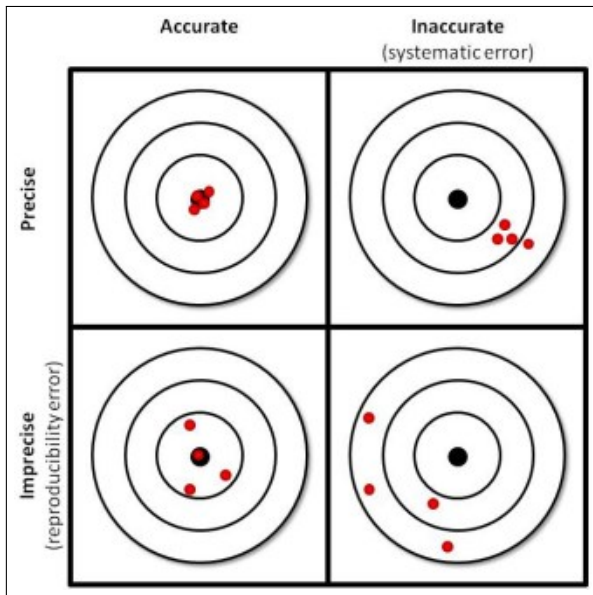 Accurate
Inaccurate
(systematic error)
Precise
Imprecise
(reproducibility error)